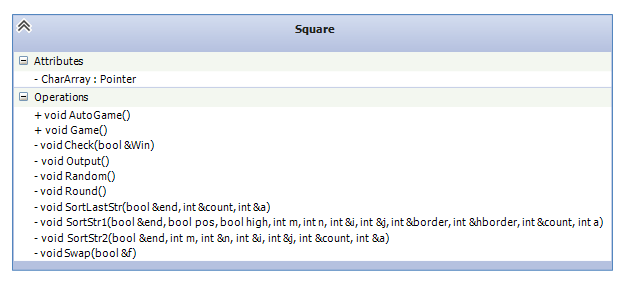 Square
Attributes
- CharArray : Pointer
Operations
+ void AutoGame()
+ void Game()
- void Check(bool &Win)
- void Output()
- void Random()
- void Round()
- void SortLastStr(bool &end, int &count, int &a)
- void SortStr1(bool &end, bool pos, bool high, int m, int n, int &i, int &j, int &border, int &hborder, int &count, int a)
- void SortStr2(bool &end, int m, int &n, int &i, int &j, int &count, int &a)
- void Swap(bool &f)